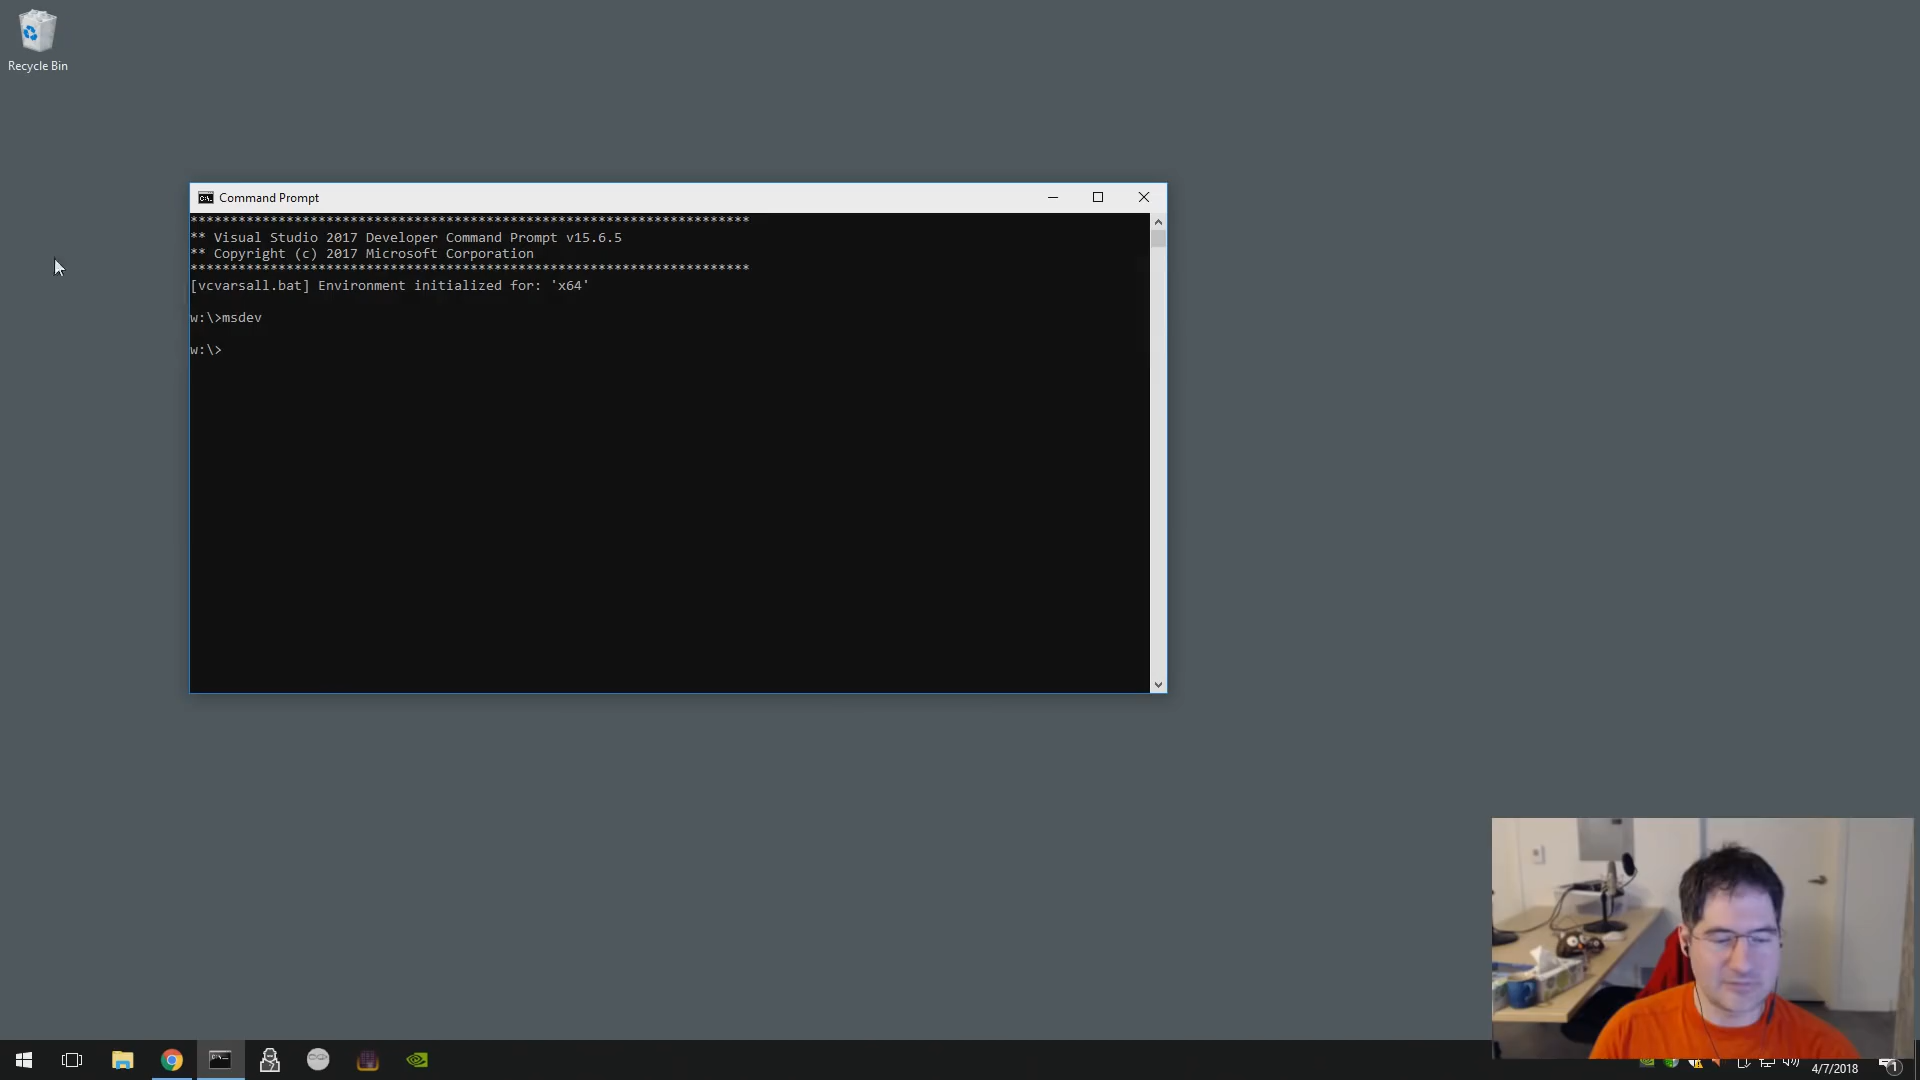 Recycle Bin
Command Prompt
**********************************************************************
** Visual Studio 2017 Developer Command Prompt v15.6.5
** Copyright (c) 2017 Microsoft Corporation
**********************************************************************
[vcvarsall.bat] Environment initialized for: 'x64'
w:\>msdev
w:\>
4/7/2018
1